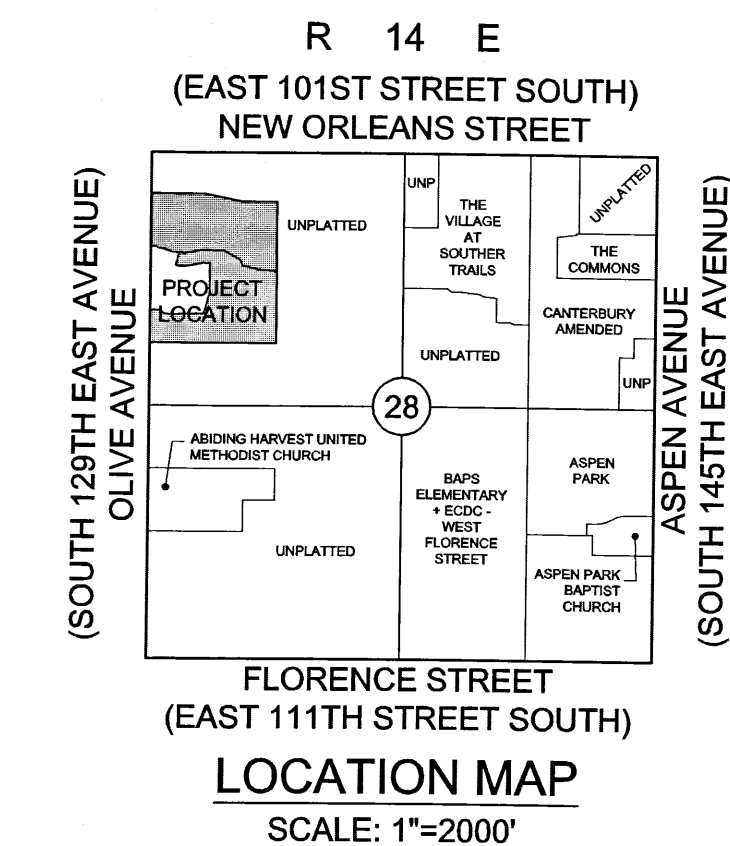 R 14 E
(EAST 101ST STREET SOUTH)
NEW ORLEANS STREET
(SOUTH 129TH EAST AVENUE)
OLIVE AVENUE
UNPLATTED
UNP
THE
VILLAGE
AT
SOUTHER
TRAILS
UNPLATTED
THE
COMMONS
PROJECT
LOCATION
CANTERBURY
AMENDED
UNPLATTED
UNP
28
ABIDING HARVEST UNITED
METHODIST CHURCH
UNPLATTED
BAPS
ELEMENTARY
+ ECDC -
WEST
FLORENCE
STREET
ASPEN
PARK
ASPEN PARK
BAPTIST
CHURCH
ASPEN AVENUE
(SOUTH 145TH EAST AVENUE)
FLORENCE STREET
(EAST 111TH STREET SOUTH)
LOCATION MAP
SCALE: 1"=2000'